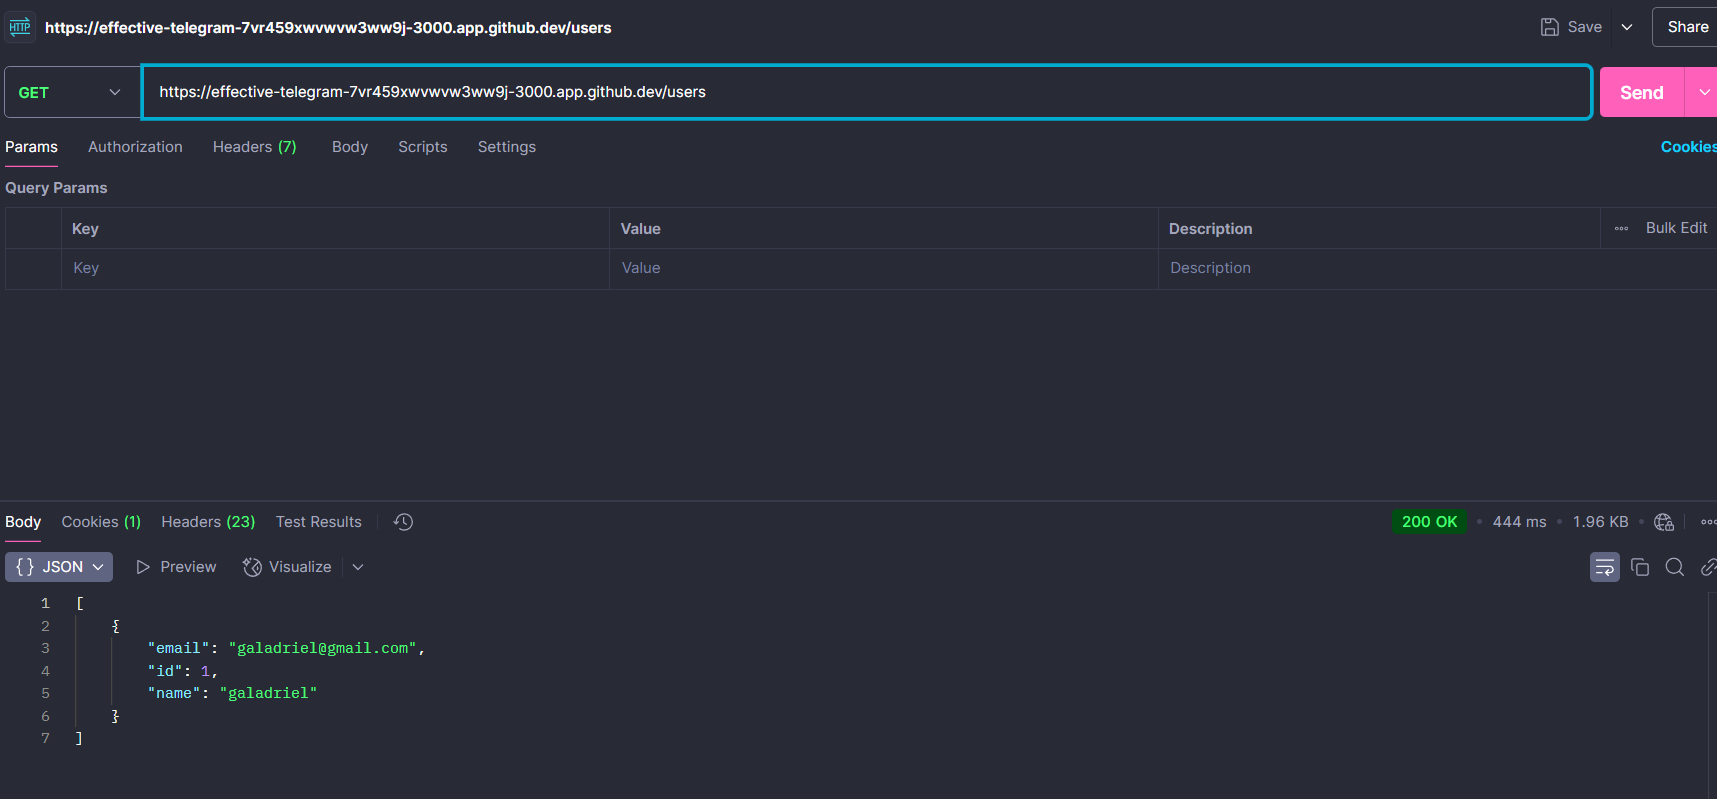 HTTP https://effective-telegram-7vr459xwvwvw3ww9j-3000.app.github.dev/users Save Share
GET https://effective-telegram-7vr459xwvwvw3ww9j-3000.app.github.dev/users Send
Params Authorization Headers (7) Body Scripts Settings Cookies
Query Params
Key Value Description Bulk Edit
Key Value Description
Body Cookies (1) Headers (23) Test Results 200 OK • 444 ms • 1.96 KB •
{} JSON Preview Visualize
1 [
2 {
3 "email": "galadriel@gmail.com",
4 "id": 1,
5 "name": "galadriel"
6 }
7 ]